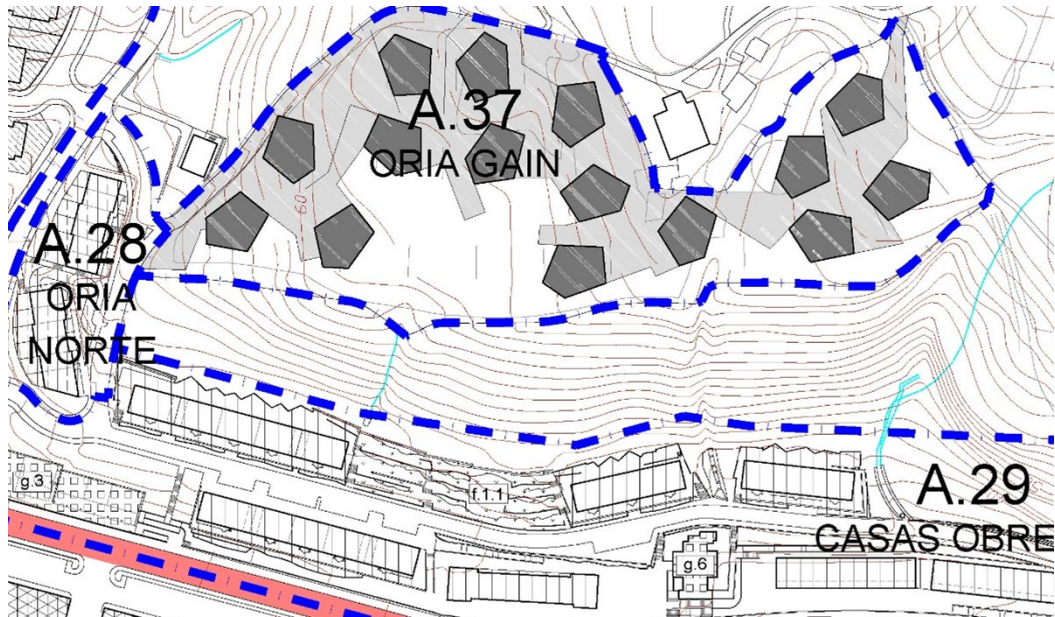 A.37
ORIA GAIN
60
A.28
ORIA
NORTE
g.3
f.1.1
A.29
CASAS OBRE
g.6